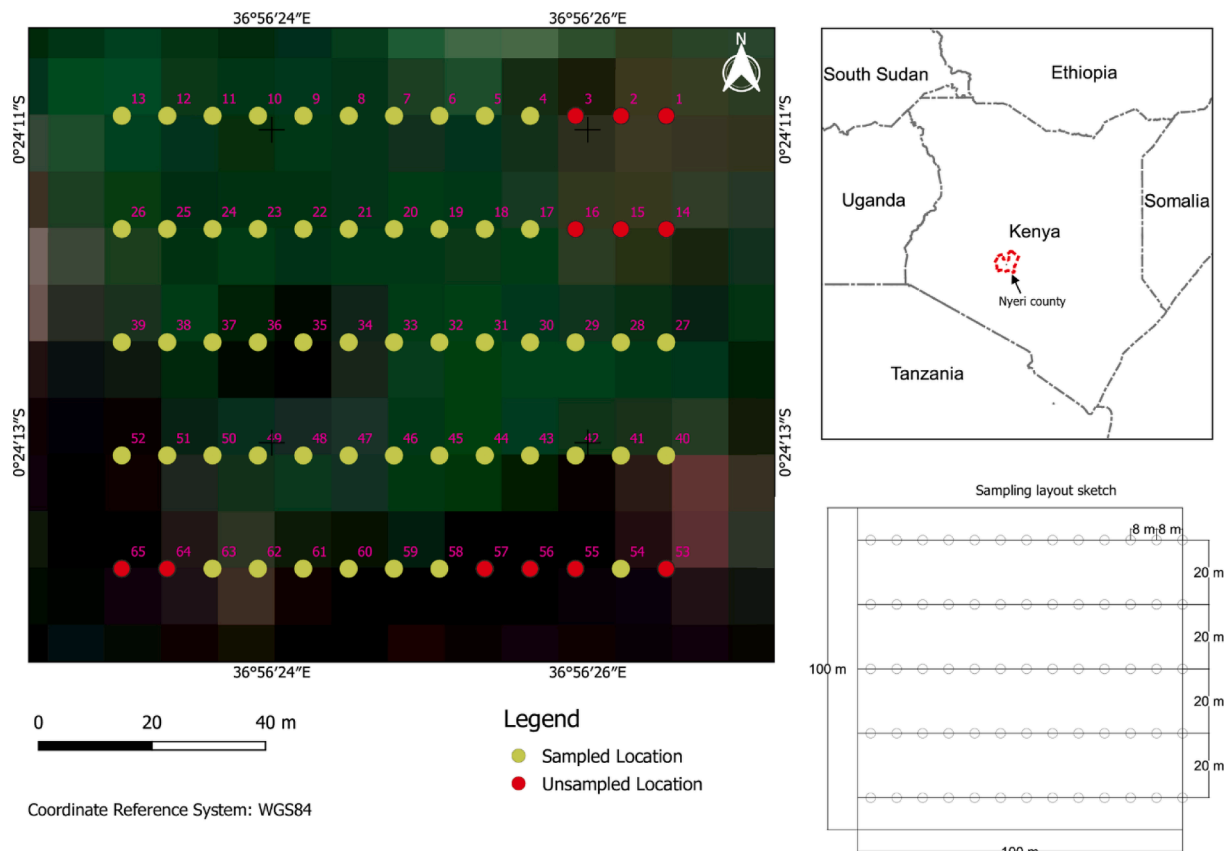 36°56′24″E 36°56′26″E
N
0°24′11″S
0°24′11″S
13 12 11 10 9 8 7 6 5 4 3 2 1
26 25 24 23 22 21 20 19 18 17 16 15 14
39 38 37 36 35 34 33 32 31 30 29 28 27
0°24′13″S
0°24′13″S
52 51 50 49 48 47 46 45 44 43 42 41 40
65 64 63 62 61 60 59 58 57 56 55 54 53
36°56′24″E 36°56′26″E
0 20 40 m
Coordinate Reference System: WGS84
Legend
Sampled Location
Unsampled Location
South Sudan
Ethiopia
Uganda
Somalia
Kenya
Nyeri county
Tanzania
Sampling layout sketch
8 m 8 m
20 m
20 m
100 m
20 m
20 m
100 m